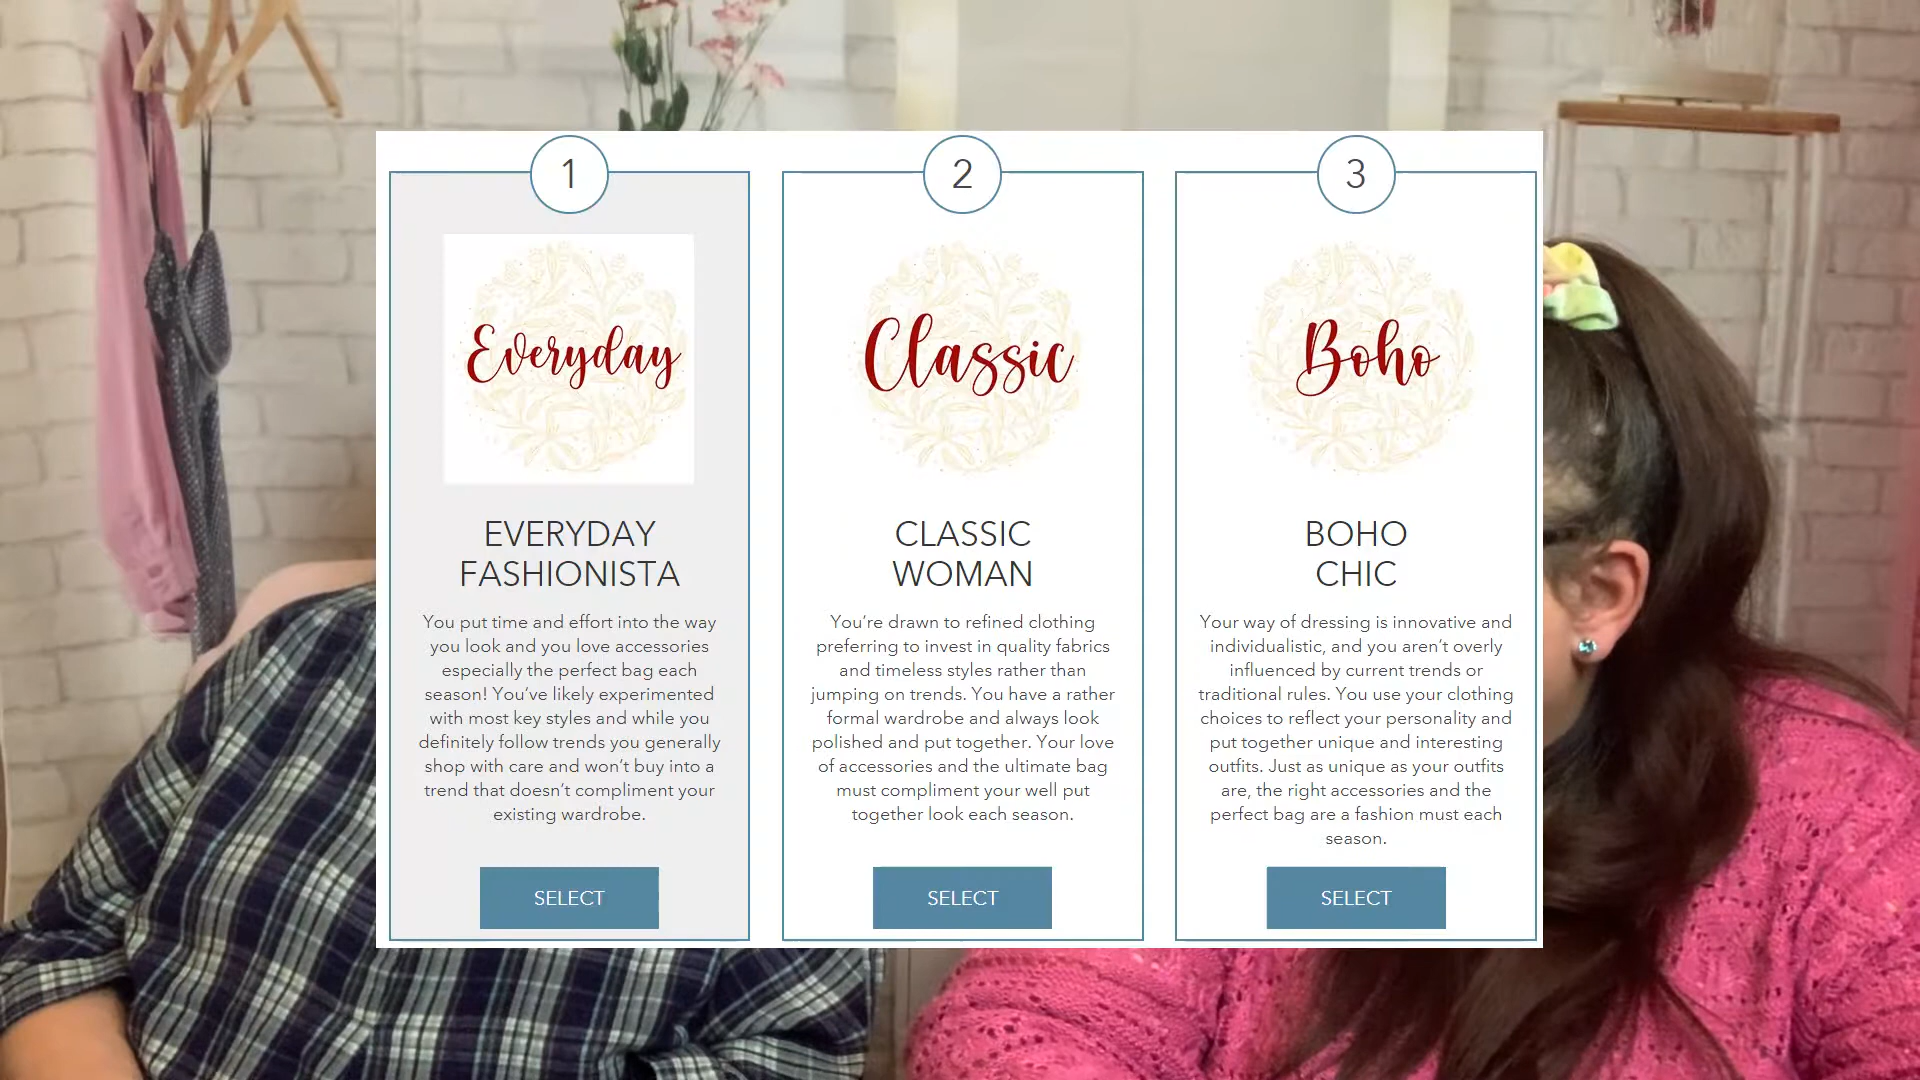 1
Everyday
EVERYDAY
FASHIONISTA
You put time and effort into the way
you look and you love accessories
especially the perfect bag each
season! You've likely experimented
with most key styles and while you
definitely follow trends you generally
shop with care and won't buy into a
trend that doesn't compliment your
existing wardrobe.
SELECT
2
Classic
CLASSIC
WOMAN
You're drawn to refined clothing
preferring to invest in quality fabrics
and timeless styles rather than
jumping on trends. You have a rather
formal wardrobe and always look
polished and put together. Your love
of accessories and the ultimate bag
must compliment your well put
together look each season.
SELECT
3
Boho
BOHO
CHIC
Your way of dressing is innovative and
individualistic, and you aren't overly
influenced by current trends or
traditional rules. You use your clothing
choices to reflect your personality and
put together unique and interesting
outfits. Just as unique as your outfits
are, the right accessories and the
perfect bag are a fashion must each
season.
SELECT